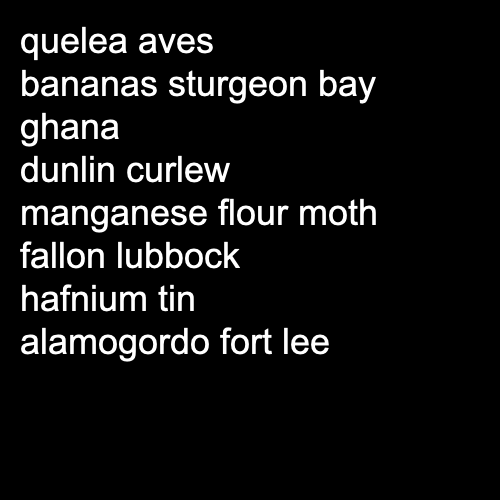 quelea aves
bananas sturgeon bay
ghana
dunlin curlew
manganese flour moth
fallon lubbock
hafnium tin
alamogordo fort lee